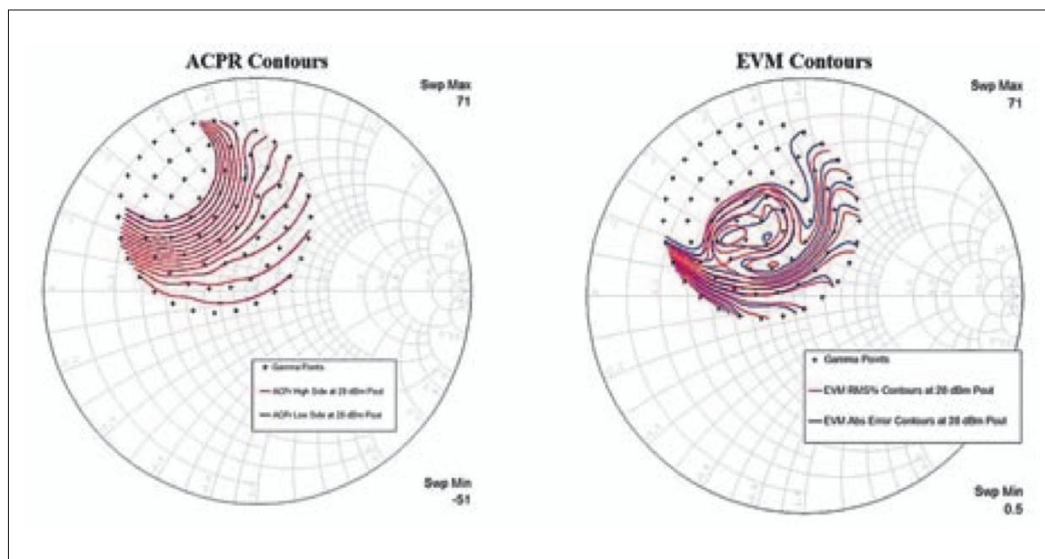 ACPR Contours
Swp Max
71
Gamma Points
ACPr High Side at 28 dBm Pout
ACPr Low Side at 28 dBm Pout
Swp Min
-51
EVM Contours
Swp Max
71
Gamma Points
EVM RMS% Contours at 28 dBm Pout
EVM Abs Error Contours at 28 dBm Pout
Swp Min
0.5